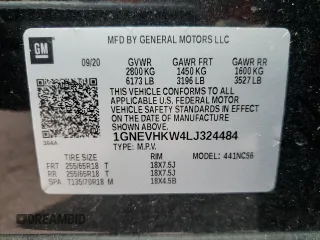 GM
MFD BY GENERAL MOTORS LLC
09/20 GVWR GAWR FRT GAWR RR
2800 KG 1450 KG 1600 KG
6173 LB 3196 LB 3527 LB
THIS VEHICLE CONFORMS TO ALL APPLICABLE
U.S. FEDERAL MOTOR VEHICLE SAFETY AND THEFT
PREVENTION STANDARDS IN EFFECT ON THE DATE
OF MANUFACTURE SHOWN ABOVE.
1GNEVHKW4LJ324484
TYPE: M.P.V. MODEL: 441NC56
TIRE SIZE RIM
FRT 255/65R18 T 18X7.5J
RR 255/65R18 T 18X7.5J
SPA T135/70R18 M 18X4.5B